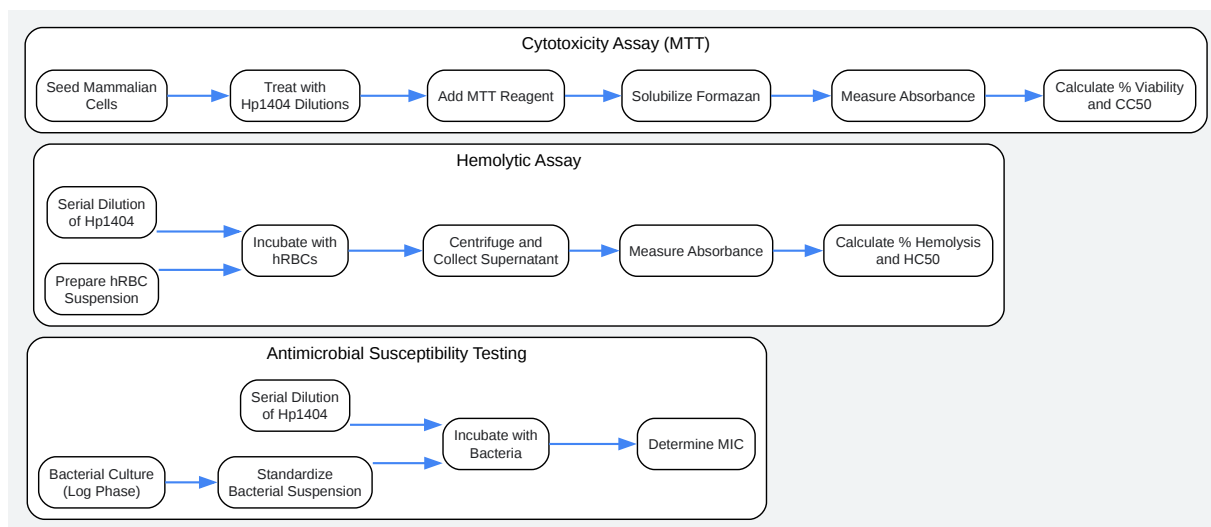 Cytotoxicity Assay (MTT)
Seed Mammalian
Cells
Treat with
Hp1404 Dilutions
Add MTT Reagent
Solubilize Formazan
Measure Absorbance
Calculate % Viability
and CC50
Hemolytic Assay
Serial Dilution
of Hp1404
Prepare hRBC
Suspension
Incubate with
hRBCs
Centrifuge and
Collect Supernatant
Measure Absorbance
Calculate % Hemolysis
and HC50
Antimicrobial Susceptibility Testing
Serial Dilution
of Hp1404
Bacterial Culture
(Log Phase)
Standardize
Bacterial Suspension
Incubate with
Bacteria
Determine MIC